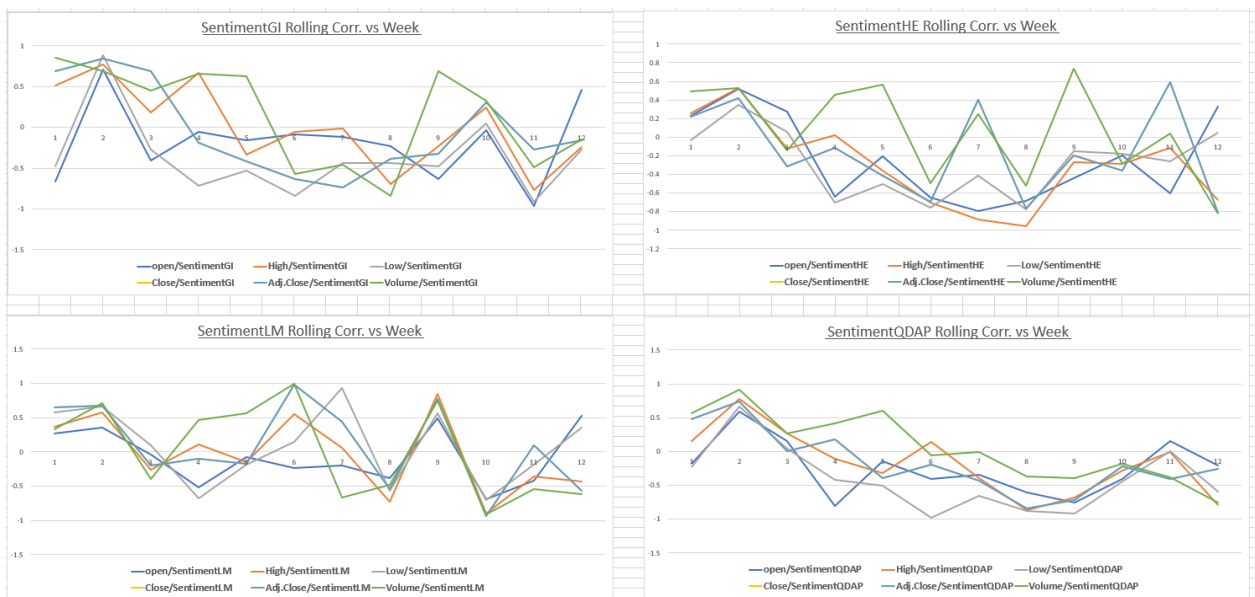 SentimentGI Rolling Corr. vs Week
1
0.5
0
-0.5
-1
-1.5
1 2 3 4 5 6 7 8 9 10 11 12
open/SentimentGI High/SentimentGI Low/SentimentGI
Close/SentimentGI Adj.Close/SentimentGI Volume/SentimentGI
SentimentHE Rolling Corr. vs Week
1
0.8
0.6
0.4
0.2
0
-0.2
-0.4
-0.6
-0.8
-1
-1.2
1 2 3 4 5 6 7 8 9 10 11 12
open/SentimentHE High/SentimentHE Low/SentimentHE
Close/SentimentHE Adj.Close/SentimentHE Volume/SentimentHE
SentimentLM Rolling Corr. vs Week
1.5
1
0.5
0
-0.5
-1
-1.5
1 2 3 4 5 6 7 8 9 10 11 12
open/SentimentLM High/SentimentLM Low/SentimentLM
Close/SentimentLM Adj.Close/SentimentLM Volume/SentimentLM
SentimentQDAP Rolling Corr. vs Week
1.5
1
0.5
0
-0.5
-1
-1.5
1 2 3 4 5 6 7 8 9 10 11 12
open/SentimentQDAP High/SentimentQDAP Low/SentimentQDAP
Close/SentimentQDAP Adj.Close/SentimentQDAP Volume/SentimentQDAP